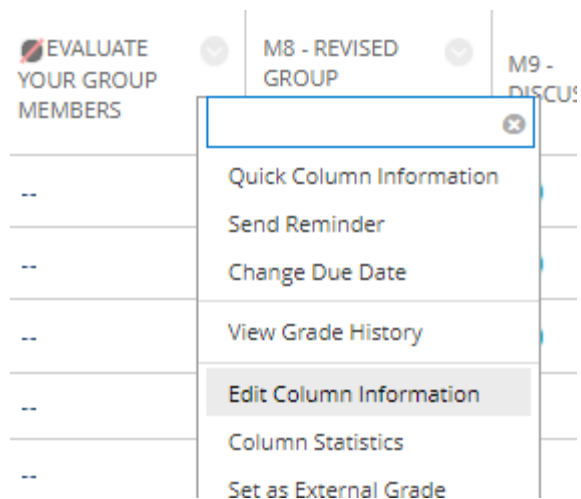 EVALUATE
YOUR GROUP
MEMBERS
M8 - REVISED
GROUP
M9 -
Quick Column Information
Send Reminder
Change Due Date
View Grade History
Edit Column Information
Column Statistics
Set as External Grade
--
--
--
--
--